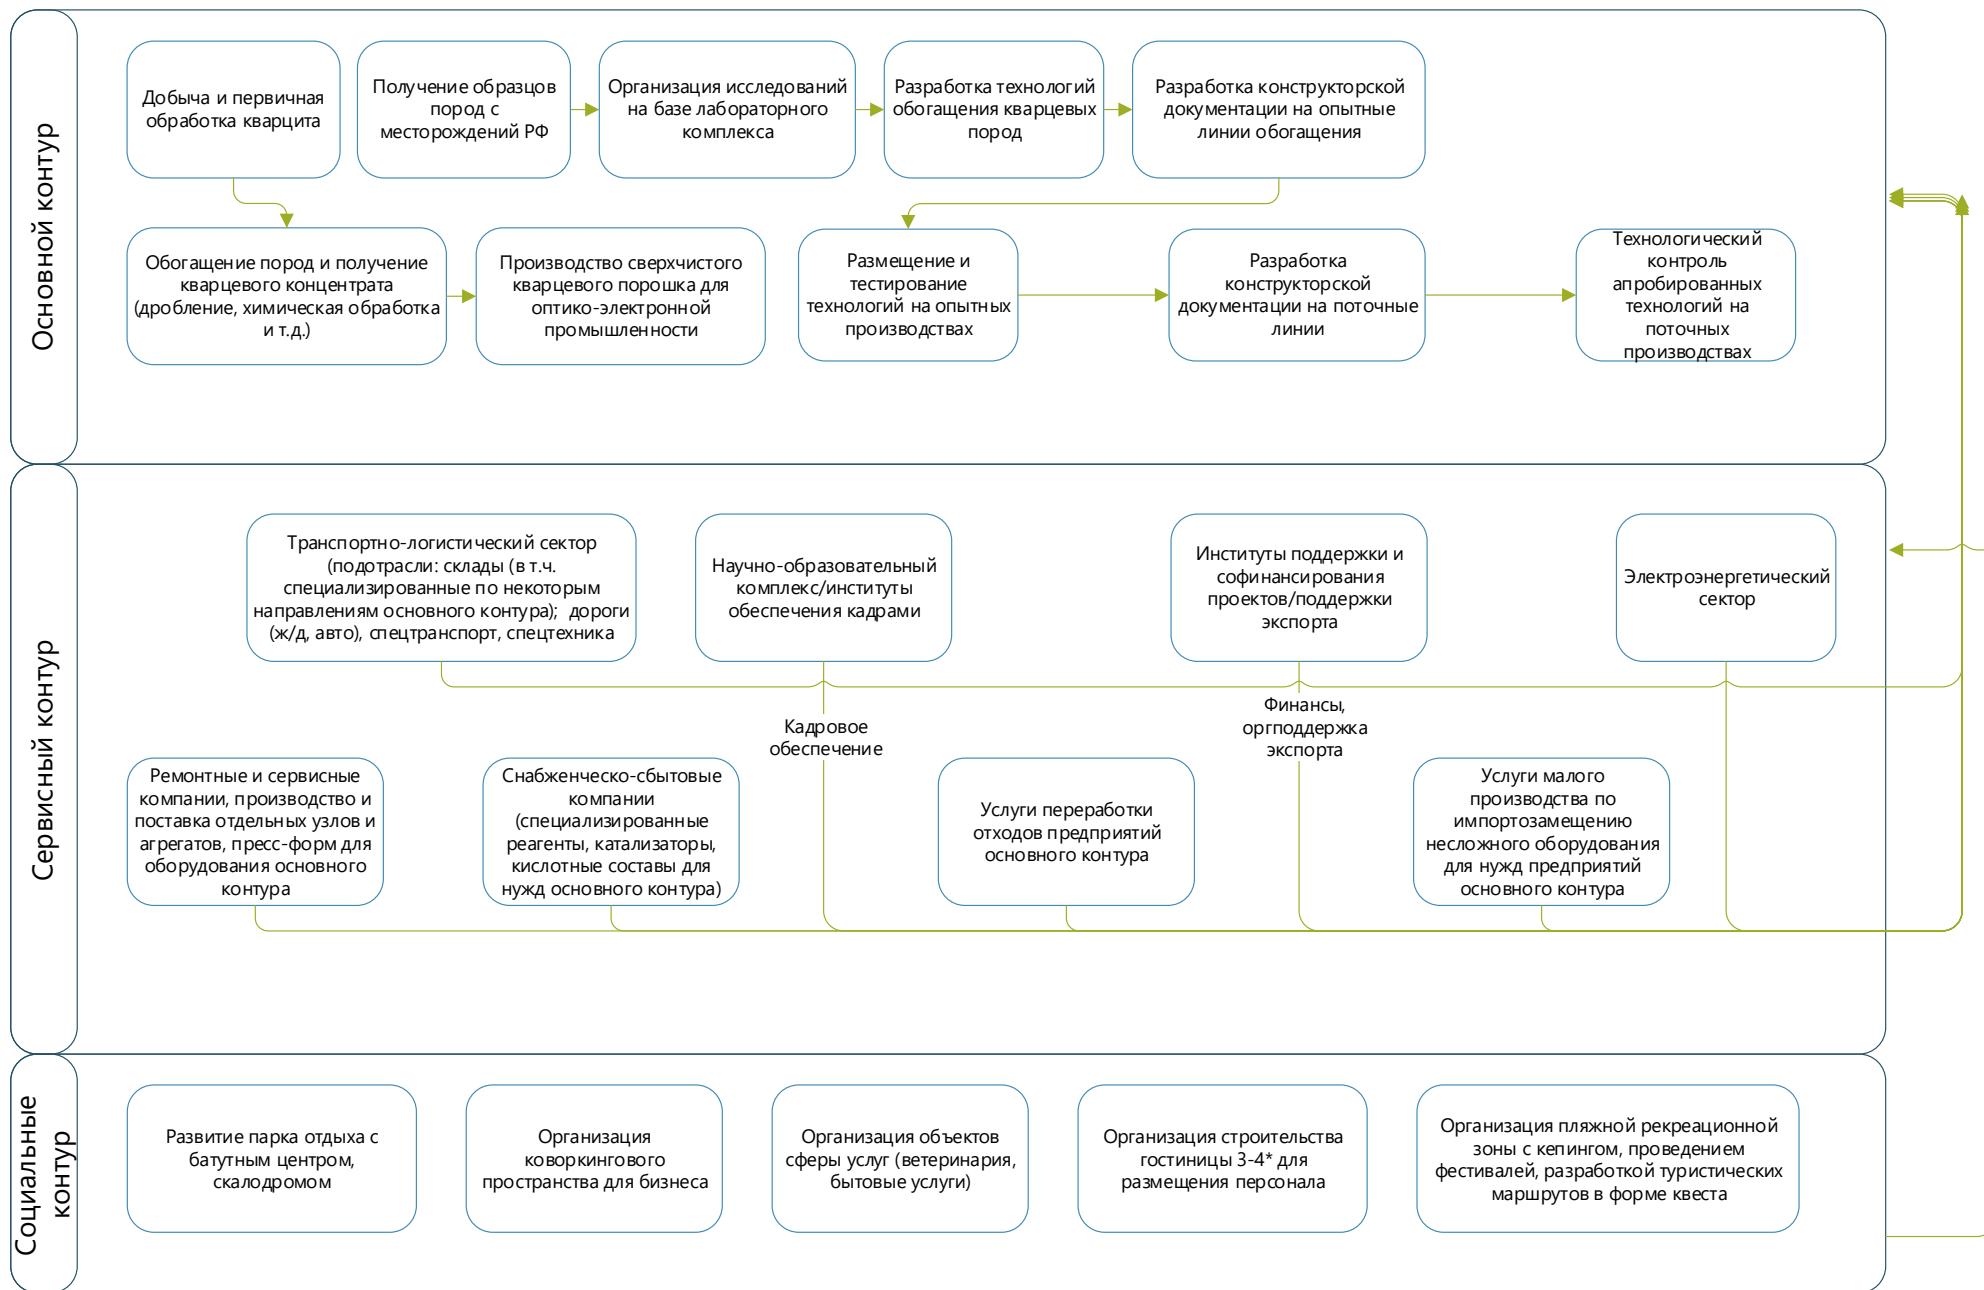 Основной контур
Добыча и первичная
обработка кварцита
Получение образцов
пород с
месторождений РФ
Организация исследований
на базе лабораторного
комплекса
Разработка технологий
обогащения кварцевых
пород
Разработка конструкторской
документации на опытные
линии обогащения
Обогащение пород и получение
кварцевого концентрата
(дробление, химическая обработка
и т.д.)
Производство сверхчистого
кварцевого порошка для
оптико-электронной
промышленности
Размещение и
тестирование
технологий на опытных
производствах
Разработка
конструкторской
документации на поточные
линии
Технологический
контроль
апробированных
технологий на
поточных
производствах
Сервисный контур
Транспортно-логистический сектор
(подотрасли: склады (в т.ч.
специализированные по некоторым
направлениям основного контура); дороги
(ж/д, авто), спецтранспорт, спецтехника
Научно-образовательный
комплекс/институты
обеспечения кадрами
Институты поддержки и
софинансирования
проектов/поддержки
экспорта
Электроэнергетический
сектор
Кадровое
обеспечение
Финансы,
оргподдержка
экспорта
Ремонтные и сервисные
компании, производство и
поставка отдельных узлов и
агрегатов, пресс-форм для
оборудования основного
контура
Снабженческо-сбытовые
компании
(специализированные
реагенты, катализаторы,
кислотные составы для
нужд основного контура)
Услуги переработки
отходов предприятий
основного контура
Услуги малого
производства по
импортозамещению
несложного оборудования
для нужд предприятий
основного контура
Социальные
контур
Развитие парка отдыха с
батутным центром,
скалодромом
Организация
коворкингового
пространства для бизнеса
Организация объектов
сферы услуг (ветеринария,
бытовые услуги)
Организация строительства
гостиницы 3-4* для
размещения персонала
Организация пляжной рекреационной
зоны с кепингом, проведением
фестивалей, разработкой туристических
маршрутов в форме квеста